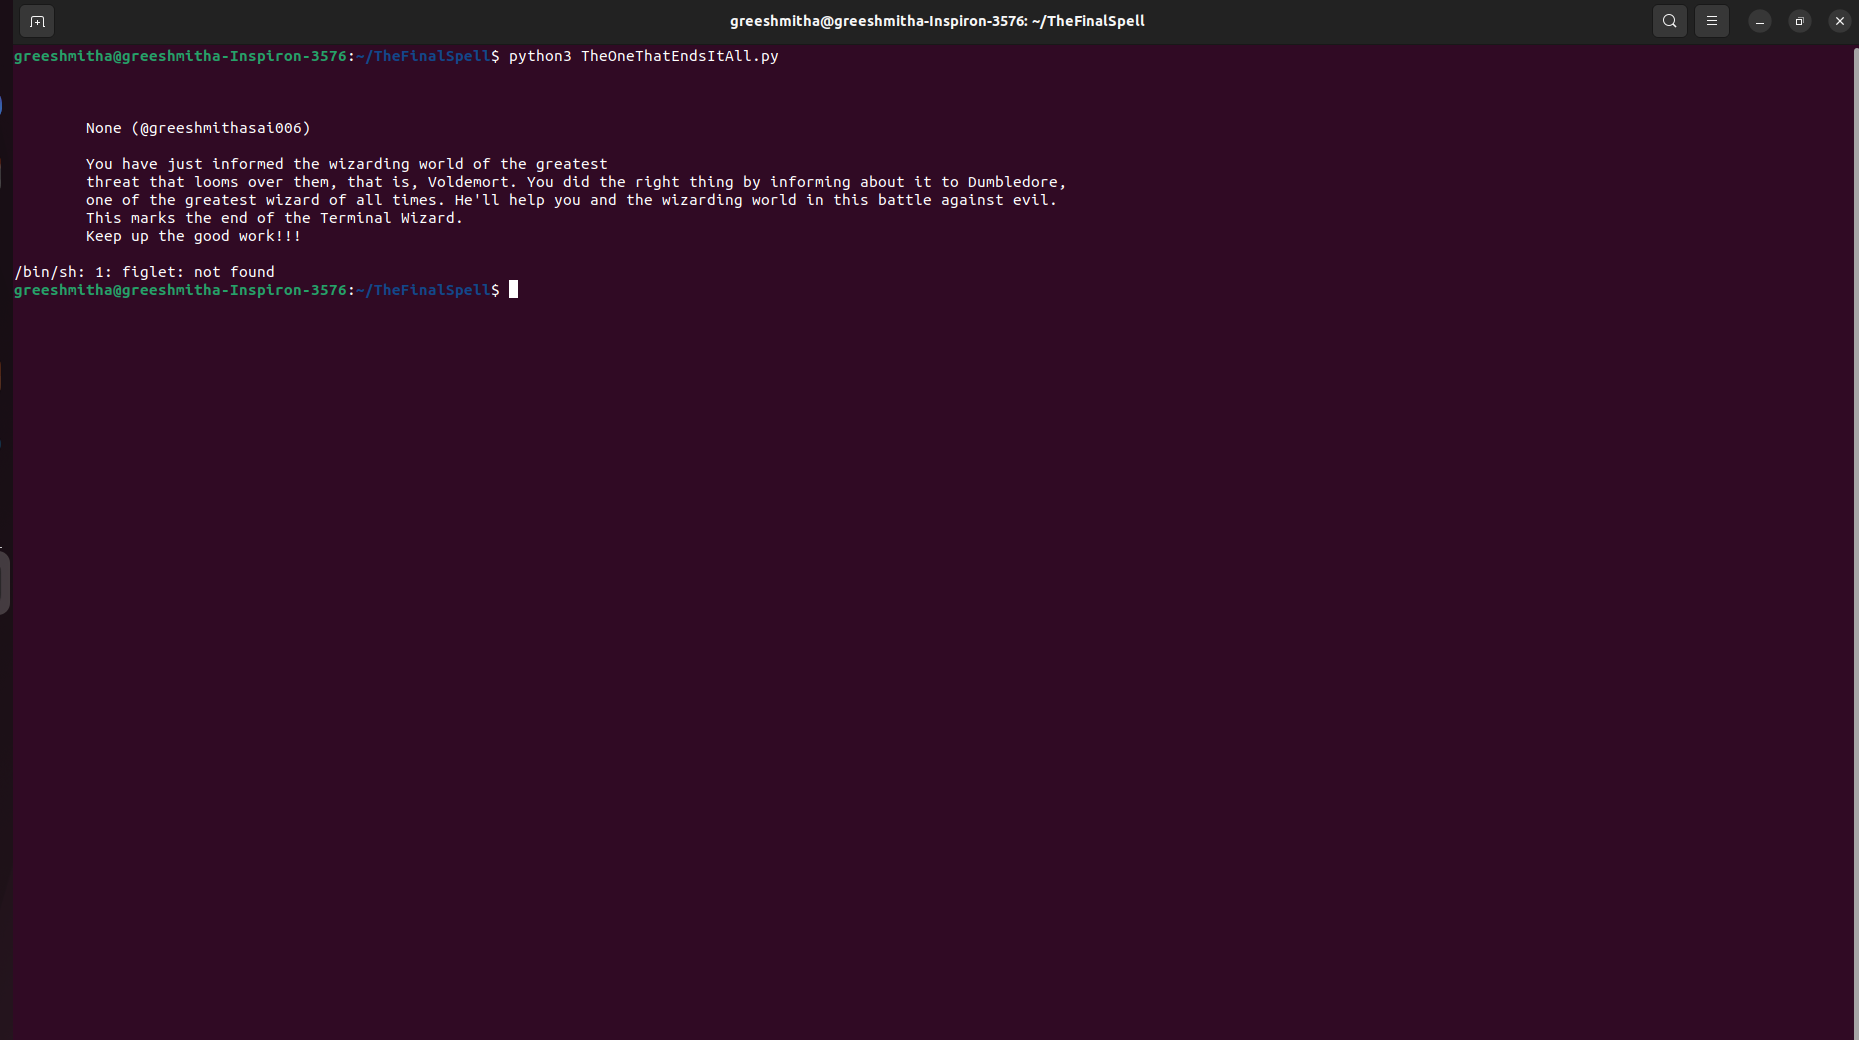 greeshmitha@greeshmitha-Inspiron-3576: ~/TheFinalSpell
greeshmitha@greeshmitha-Inspiron-3576:~/TheFinalSpell$ python3 TheOneThatEndsItAll.py
None (@greeshmithasai006)
You have just informed the wizarding world of the greatest
threat that looms over them, that is, Voldemort. You did the right thing by informing about it to Dumbledore,
one of the greatest wizard of all times. He'll help you and the wizarding world in this battle against evil.
This marks the end of the Terminal Wizard.
Keep up the good work!!!
/bin/sh: 1: figlet: not found
greeshmitha@greeshmitha-Inspiron-3576:~/TheFinalSpell$